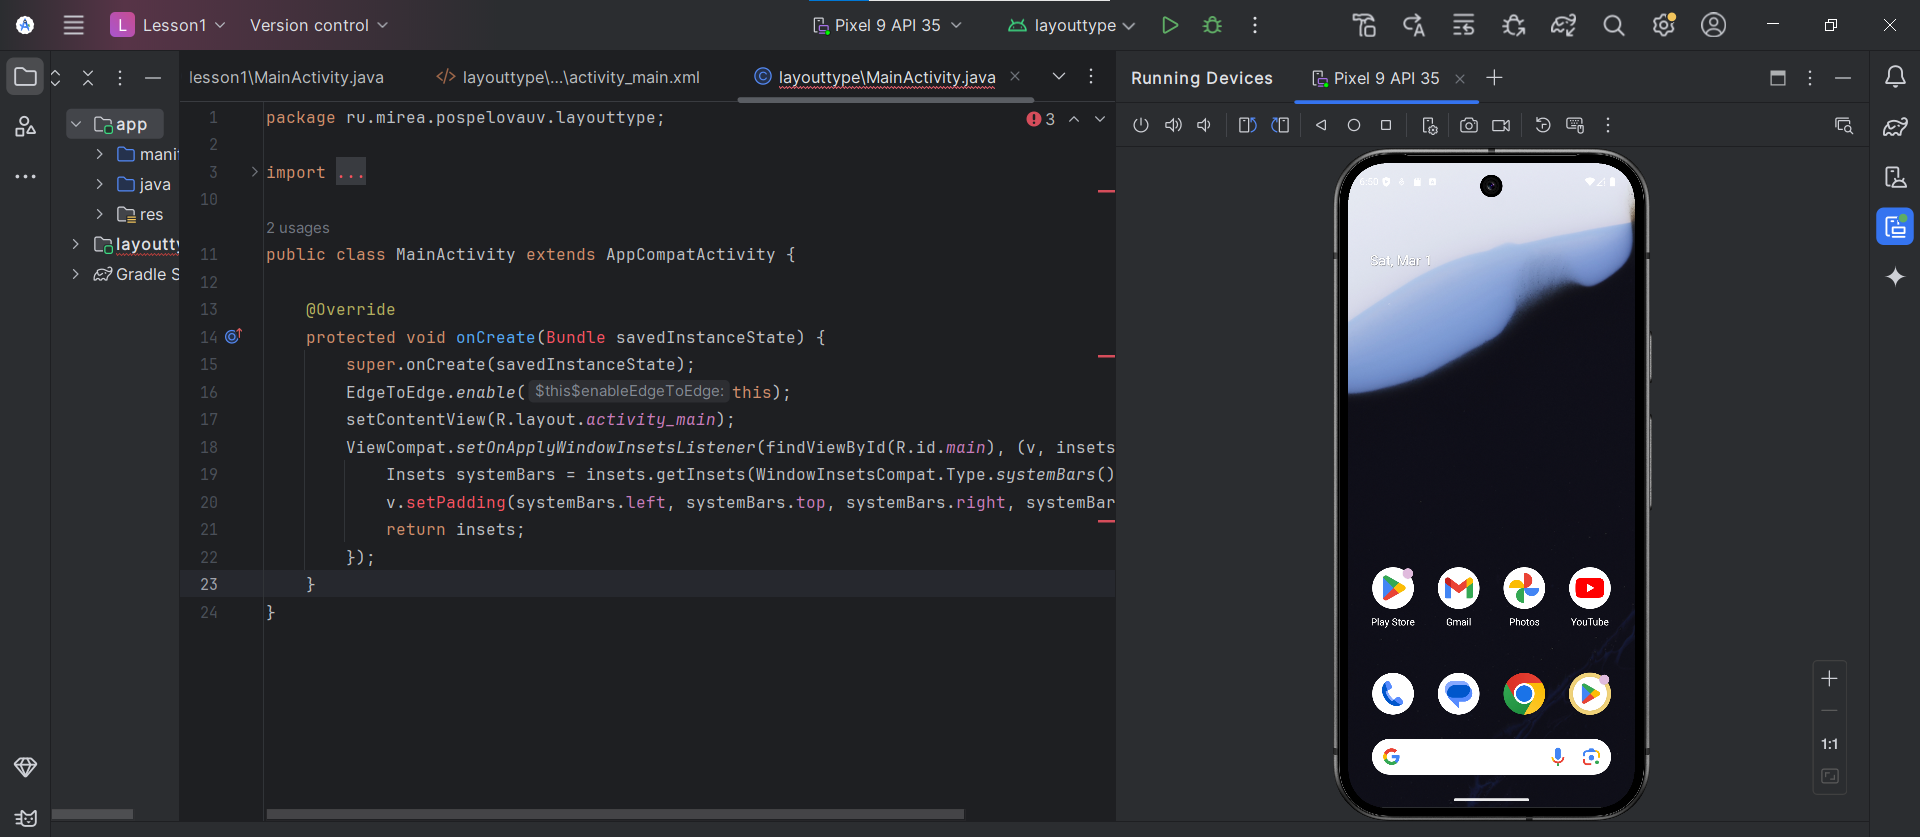 L Lesson1 Version control Pixel 9 API 35 layouttype
lesson1\MainActivity.java layouttype\...\activity_main.xml layouttype\MainActivity.java Running Devices Pixel 9 API 35
app
manif
java
res
layoutty
Gradle S
3
1 package ru.mirea.pospelovauv.layouttype;
2
3 import ...
10
2 usages
11 public class MainActivity extends AppCompatActivity {
12
13 @Override
14 protected void onCreate(Bundle savedInstanceState) {
15 super.onCreate(savedInstanceState);
16 EdgeToEdge.enable( $this$enableEdgeToEdge: this);
17 setContentView(R.layout.activity_main);
18 ViewCompat.setOnApplyWindowInsetsListener(findViewById(R.id.main), (v, insets
19 Insets systemBars = insets.getInsets(WindowInsetsCompat.Type.systemBars()
20 v.setPadding(systemBars.left, systemBars.top, systemBars.right, systemBar
21 return insets;
22 });
23 }
24 }
Sat, Mar 1
Play Store Gmail Photos YouTube
1:1